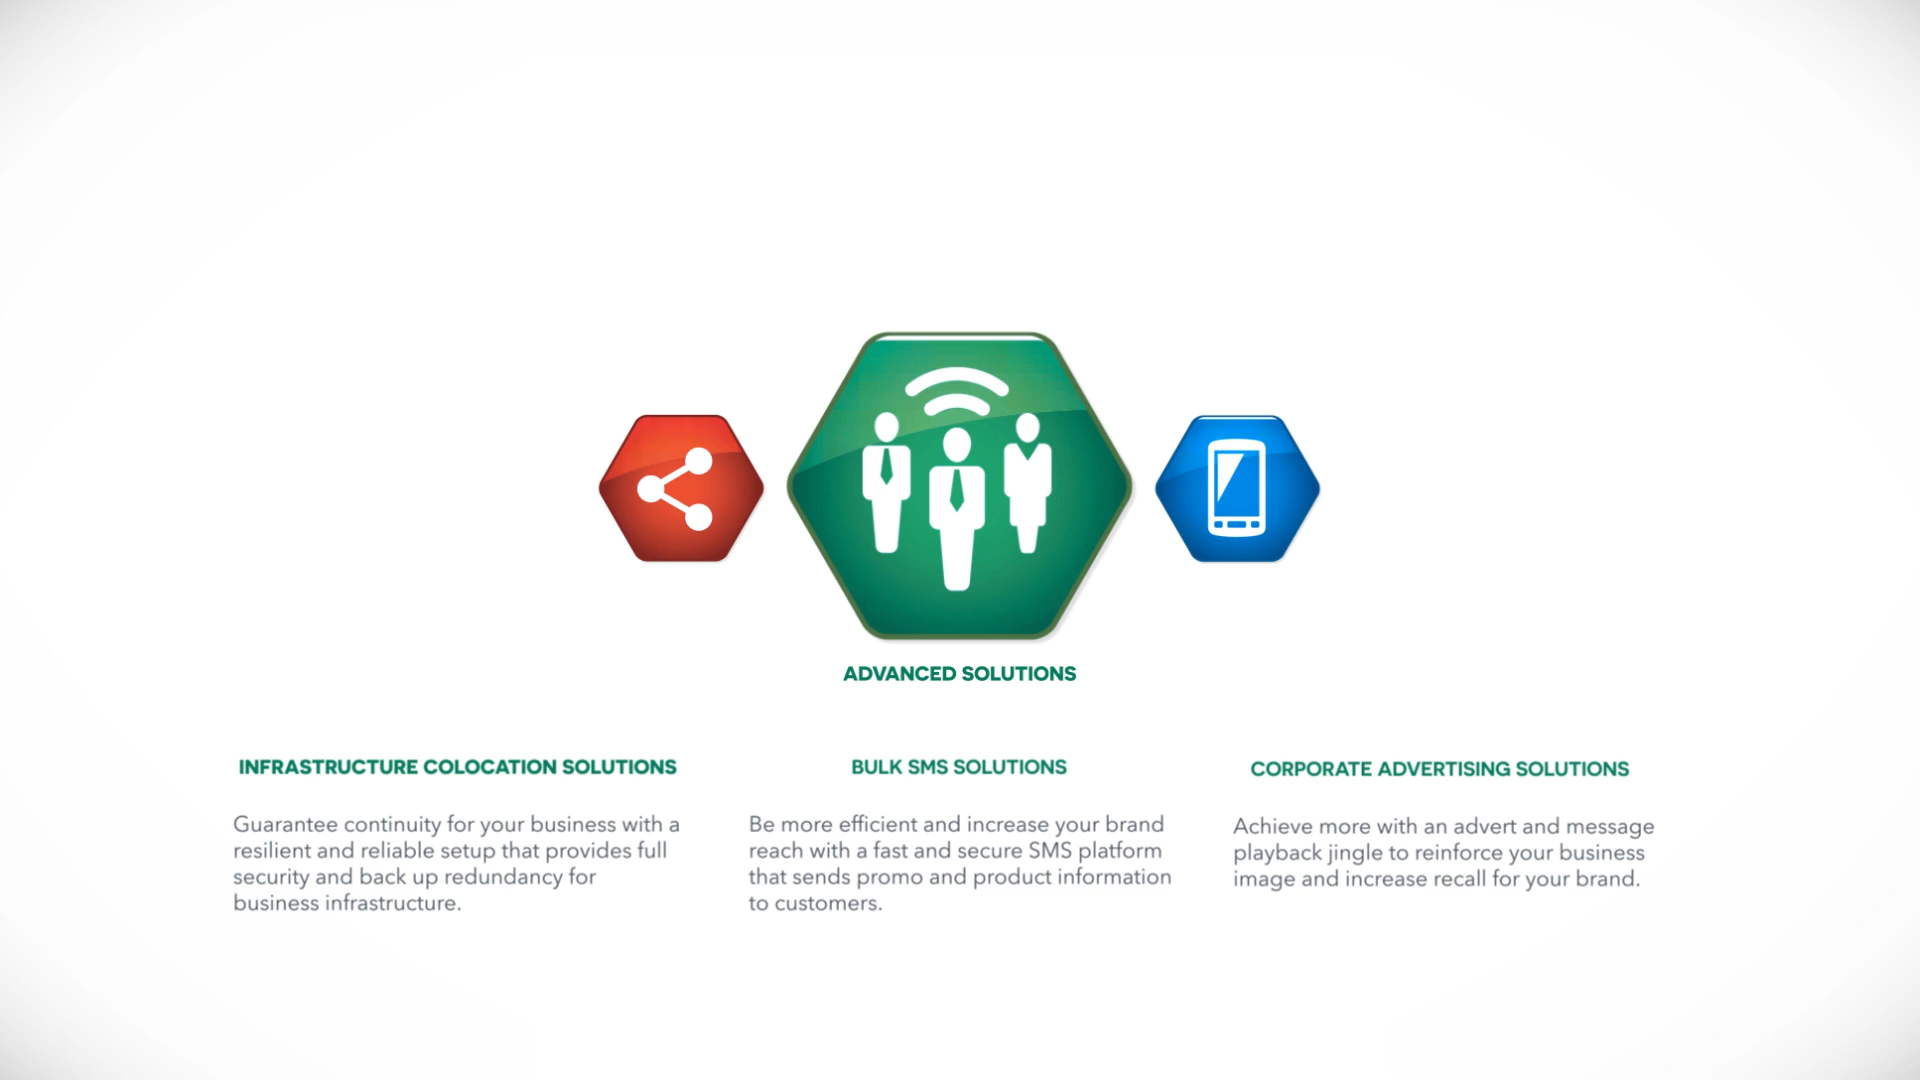 ADVANCED SOLUTIONS
INFRASTRUCTURE COLOCATION SOLUTIONS
Guarantee continuity for your business with a
resilient and reliable setup that provides full
security and back up redundancy for
business infrastructure.
BULK SMS SOLUTIONS
Be more efficient and increase your brand
reach with a fast and secure SMS platform
that sends promo and product information
to customers.
CORPORATE ADVERTISING SOLUTIONS
Achieve more with an advert and message
playback jingle to reinforce your business
image and increase recall for your brand.